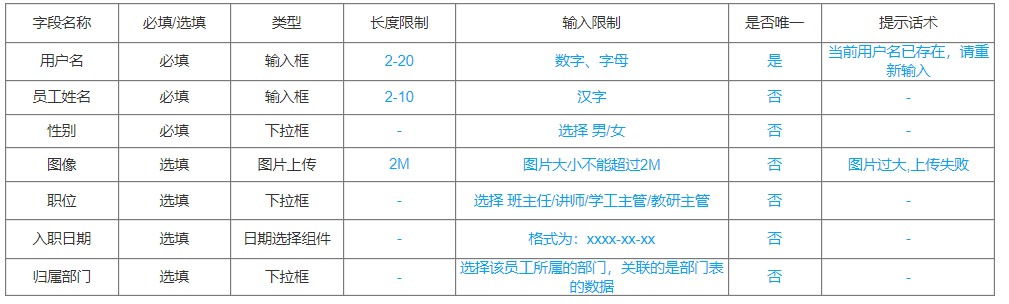 字段名称 必填/选填 类型 长度限制 输入限制 是否唯一 提示话术
用户名 必填 输入框 2-20 数字、字母 是 当前用户名已存在，请重
新输入
员工姓名 必填 输入框 2-10 汉字 否 -
性别 必填 下拉框 - 选择 男/女 否 -
图像 选填 图片上传 2M 图片大小不能超过2M 否 图片过大,上传失败
职位 选填 下拉框 - 选择 班主任/讲师/学工主管/教研主管 否 -
入职日期 选填 日期选择组件 - 格式为：xxxx-xx-xx 否 -
归属部门 选填 下拉框 - 选择该员工所属的部门，关联的是部门表
的数据 否 -